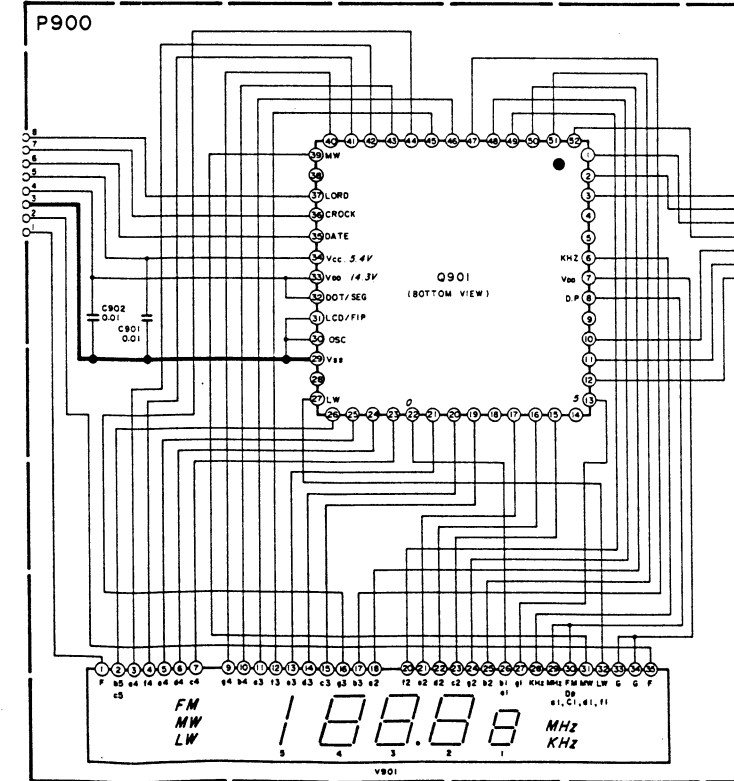 P900
40 41 42 43 44 45 46 47 48 49 50 51 52
8
7
6
5
4
3
2
1
39 MW
38
37 LORD
36 CROCK
35 DATE
34 Vcc. 5.4V
33 VDD 14.3V
32 DOT/SEG
31 LCD/FIP
30 OSC
29 Vss
28
27 LW
1
2
3
4
5
KHZ 6
VDD 7
D.P 8
9
10
11
12
5 13
Q901
(BOTTOM VIEW)
C902
0.01
C901
0.01
0
26 25 24 23 22 21 20 19 18 17 16 15 14
1 2 3 4 5 6 7 9 10 11 12 13 14 15 16 17 18 20 21 22 23 24 25 26 27 28 29 30 31 32 33 34 35
F b5 e4 f4 a4 d4 c4 g4 b4 e3 f3 a3 d3 c3 g3 b3 e2 f2 a2 d2 c2 g2 b2 b1 g1 KHz MHz FM MW LW G G F
c5 e1 Dp
a1, C1, d1, f1
FM
MW
LW
188.88
MHz
KHz
5 4 3 2 1
V901